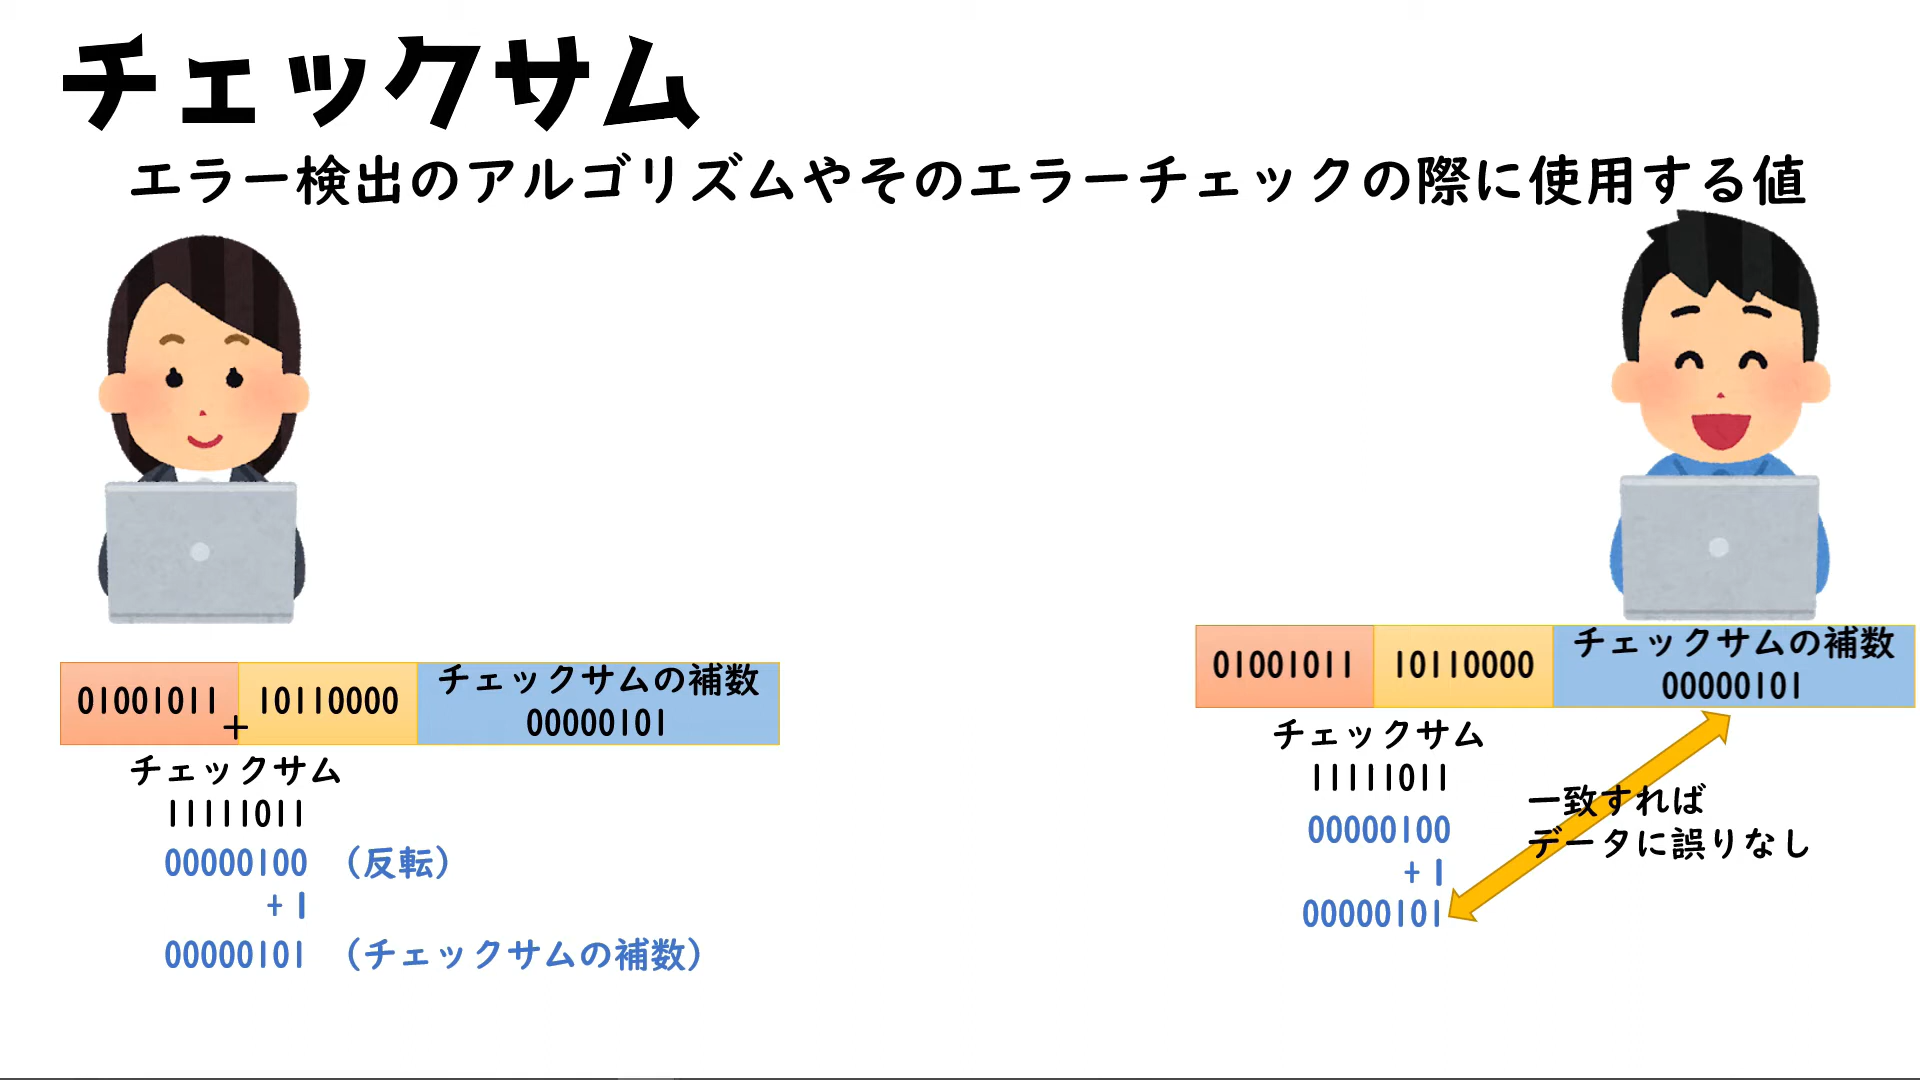 チェックサム
エラー検出のアルゴリズムやそのエラーチェックの際に使用する値
01001011 + 10110000 チェックサムの補数
00000101
チェックサム
11111011
00000100 （反転）
+ 1
00000101 （チェックサムの補数）
01001011 10110000 チェックサムの補数
00000101
チェックサム
11111011
00000100
+ 1
00000101
一致すれば
データに誤りなし